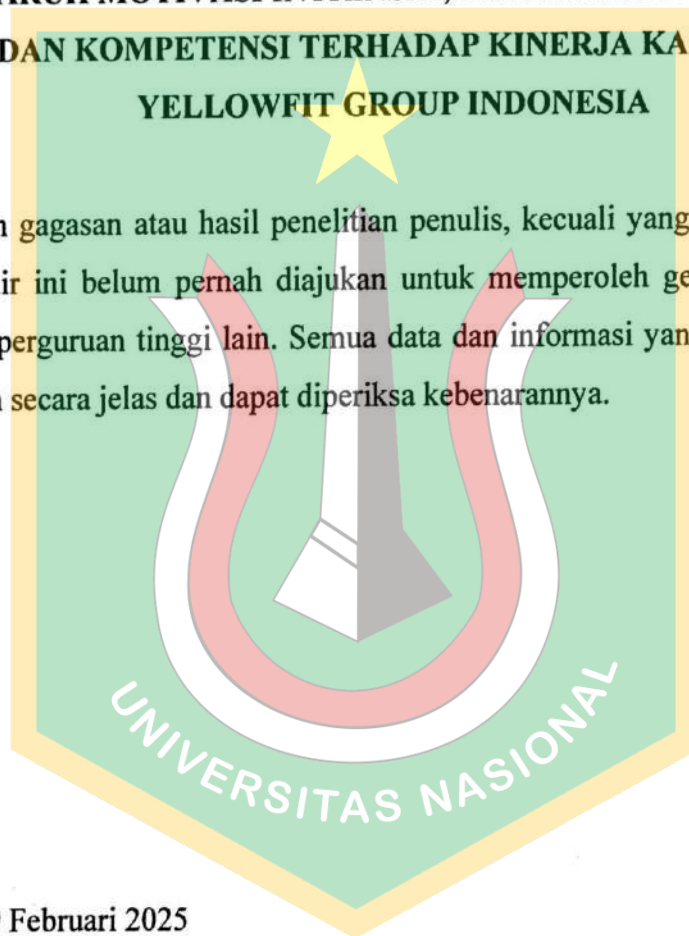 MOTIVASI
DAN KOMPETENSI TERHADAP KINERJA KA
YELLOWFIT GROUP INDONESIA
gagasan atau hasil penelitian penulis, kecuali yang
ir ini belum pernah diajukan untuk memperoleh ge
perguruan tinggi lain. Semua data dan informasi yan
secara jelas dan dapat diperiksa kebenarannya.
UNIVERSITAS NASIONAL
Februari 2025